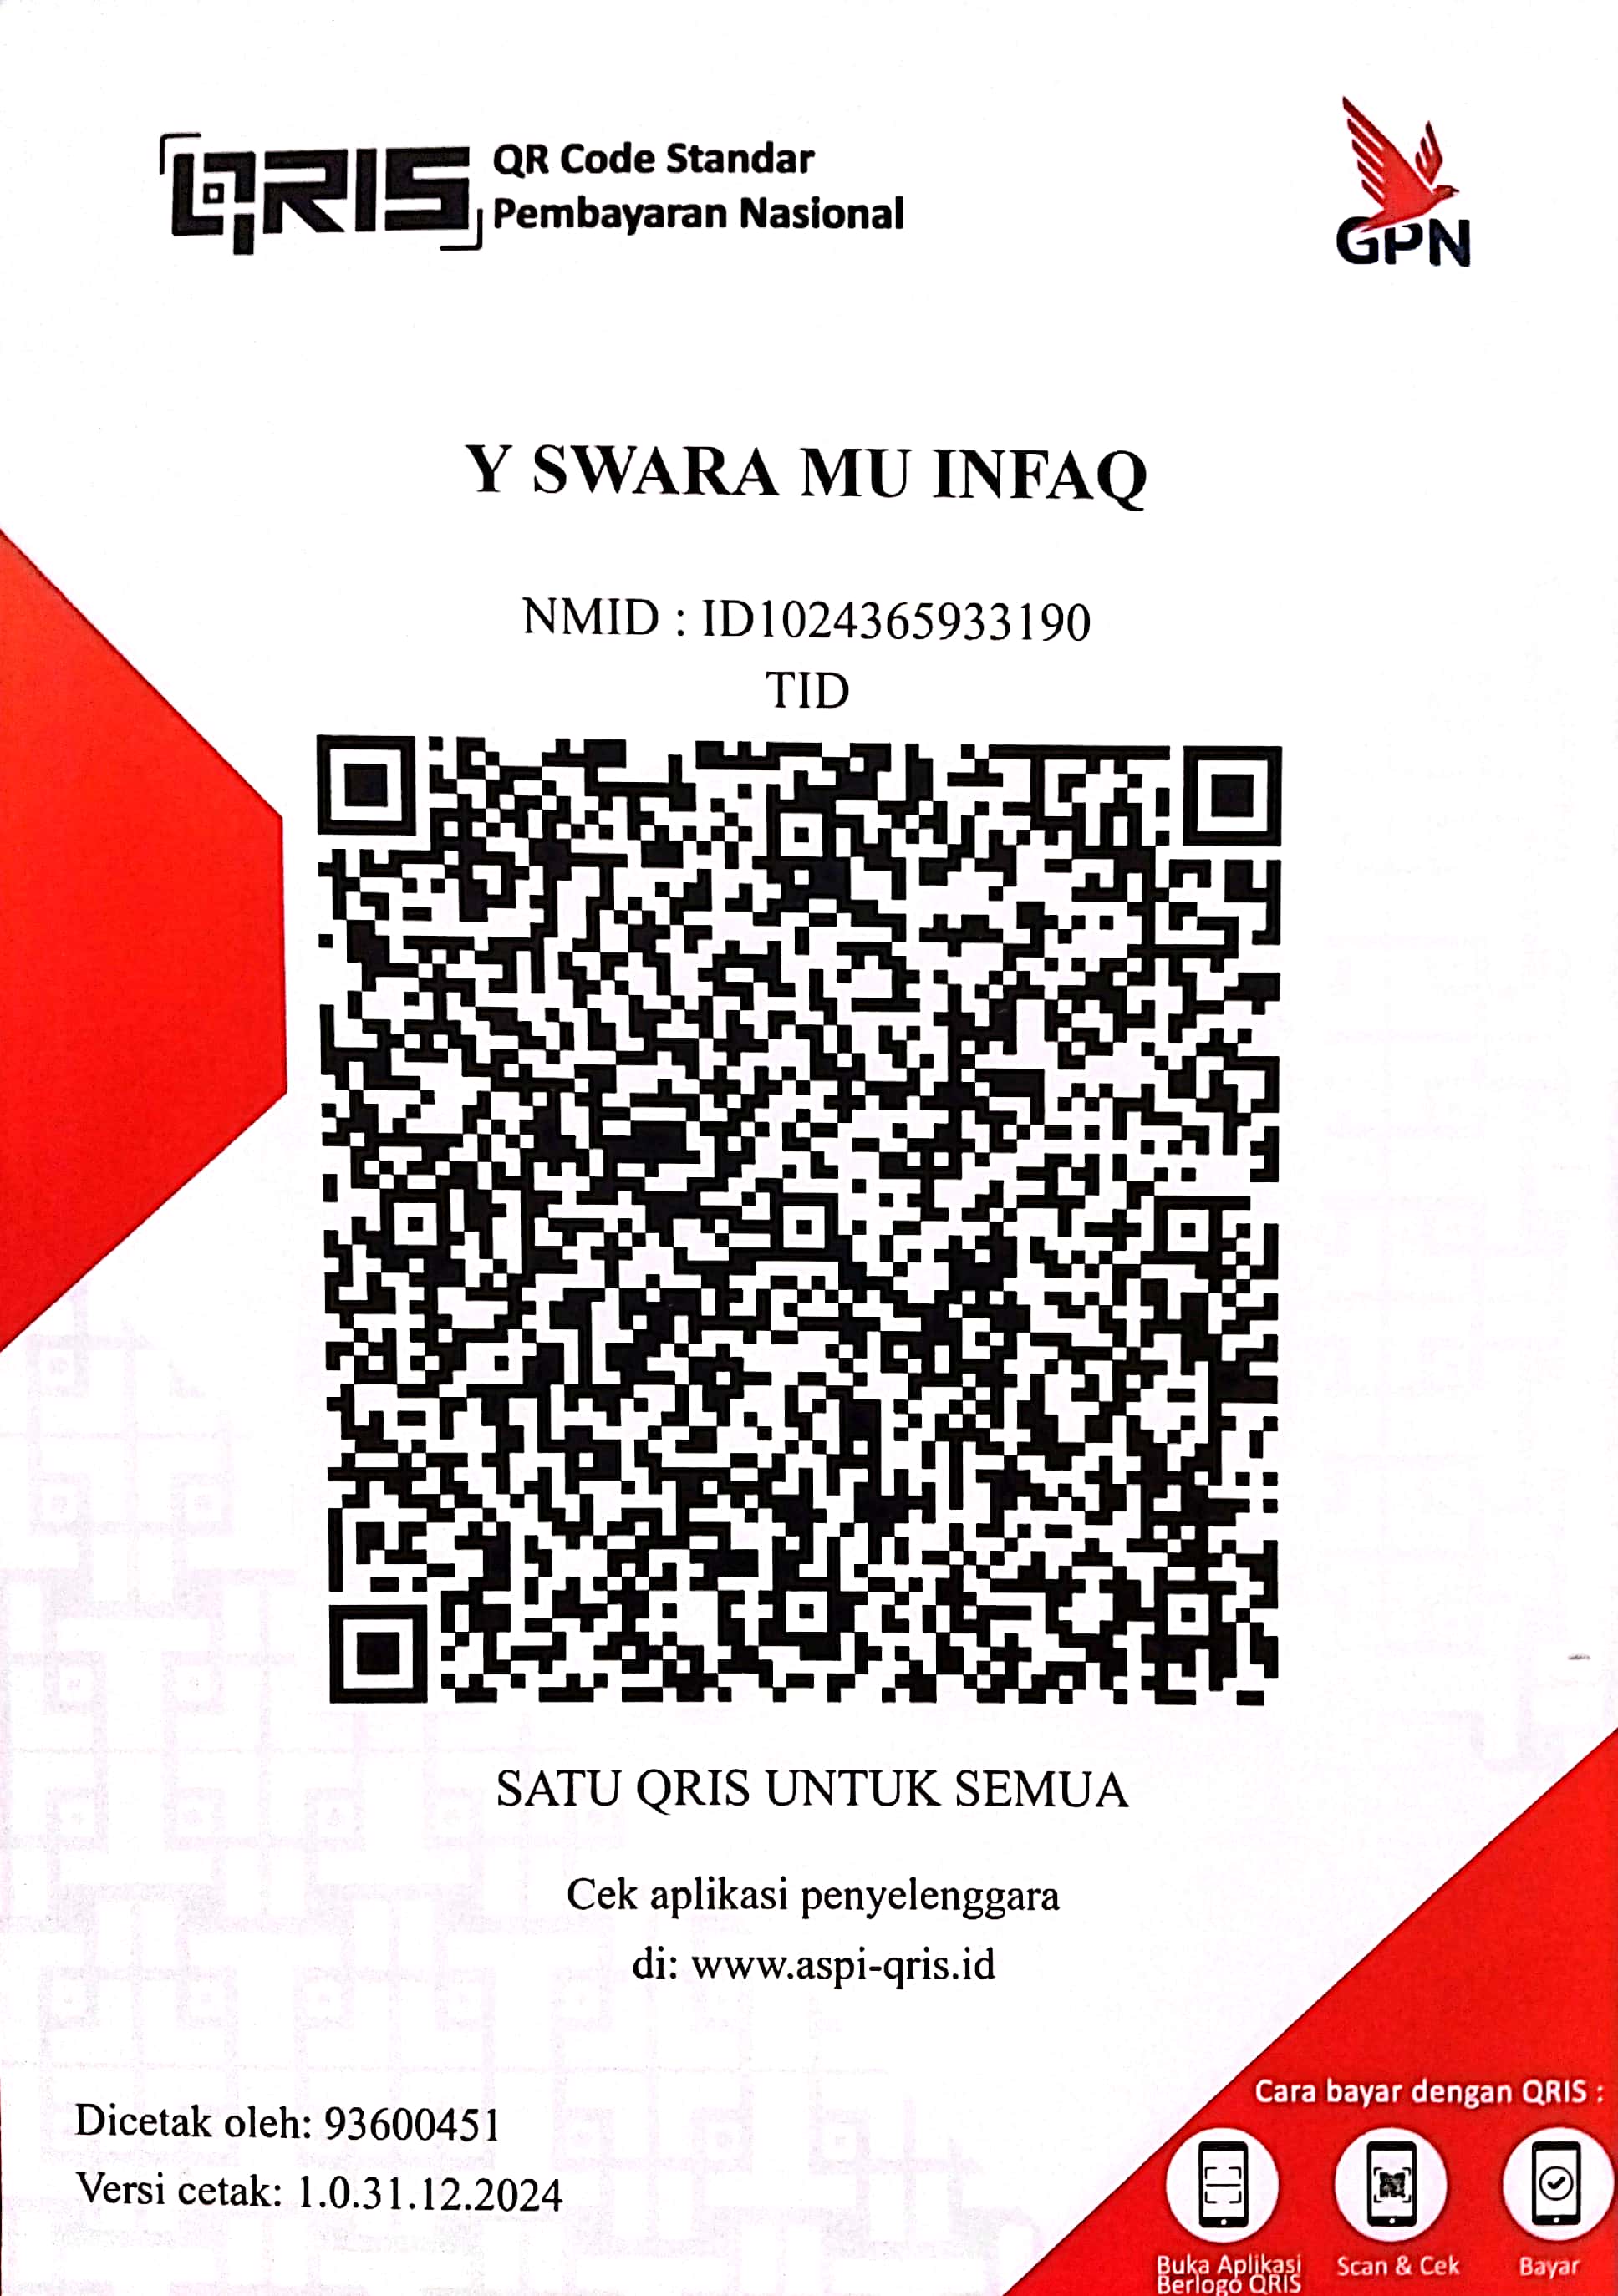 QRIS
QR Code Standar
Pembayaran Nasional
GPN
Y SWARA MU INFAQ
NMID : ID1024365933190
TID
SATU QRIS UNTUK SEMUA
Cek aplikasi penyelenggara
di: www.aspi-qris.id
Dicetak oleh: 93600451
Versi cetak: 1.0.31.12.2024
Cara bayar dengan QRIS :
Buka Aplikasi
Berlogo QRIS
Scan & Cek
Bayar